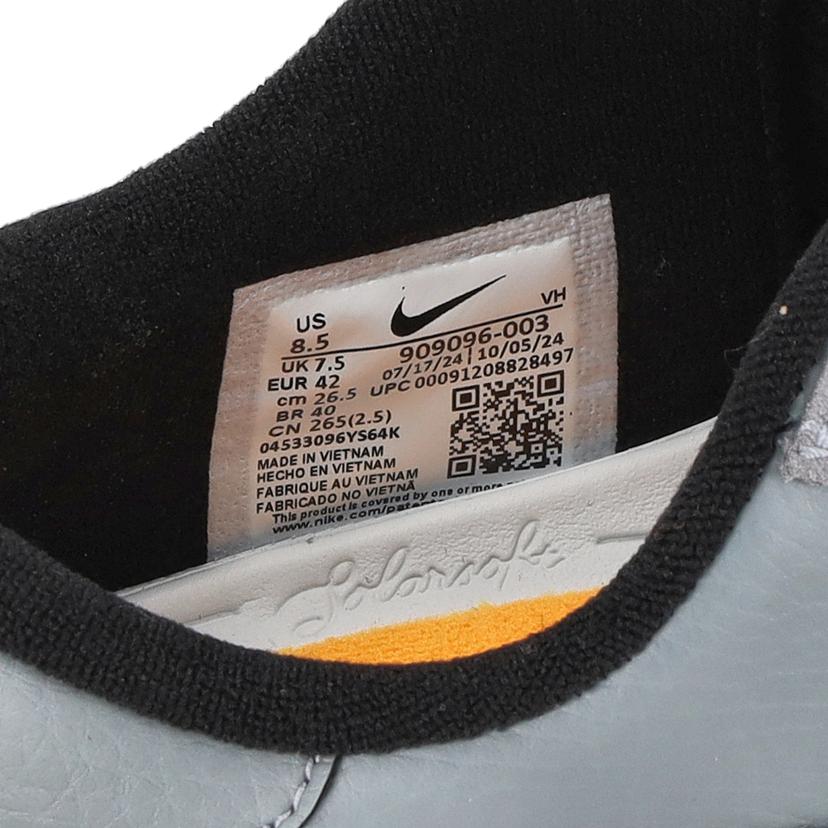 VH
US
8.5
909096-003
UK 7.5
07/17/24 | 10/05/24
EUR 42
UPC 00091208828497
cm 26.5
BR 40
CN 265(2.5)
04533096YS64K
MADE IN VIETNAM
HECHO EN VIETNAM
FABRIQUE AU VIETNAM
FABRICADO NO VIETNÃ
This product is covered by one or more
www.nike.com/patents
Solarsoft